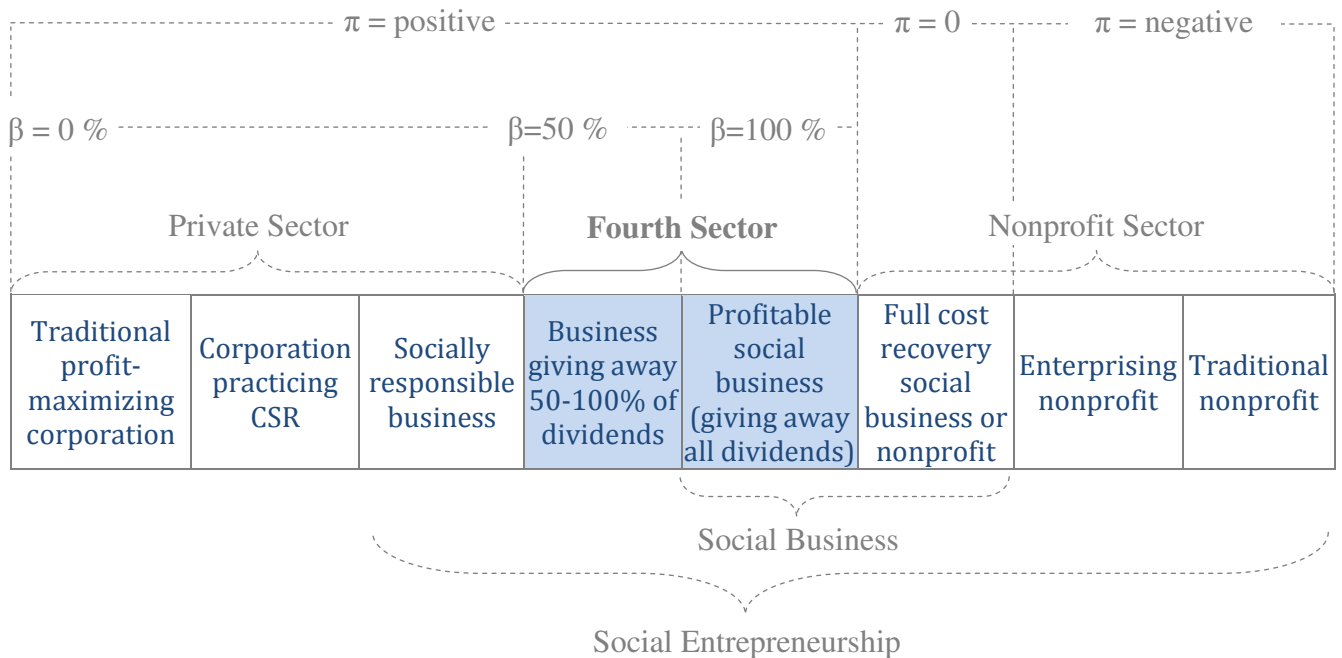 π = positive
π = 0
π = negative
β = 0 %
β=50 %
β=100 %
Private Sector
Fourth Sector
Nonprofit Sector
Traditional
profit-
maximizing
corporation
Corporation
practicing
CSR
Socially
responsible
business
Business
giving away
50-100% of
dividends
Profitable
social
business
(giving away
all dividends)
Full cost
recovery
social
business or
nonprofit
Enterprising
nonprofit
Traditional
nonprofit
Social Business
Social Entrepreneurship